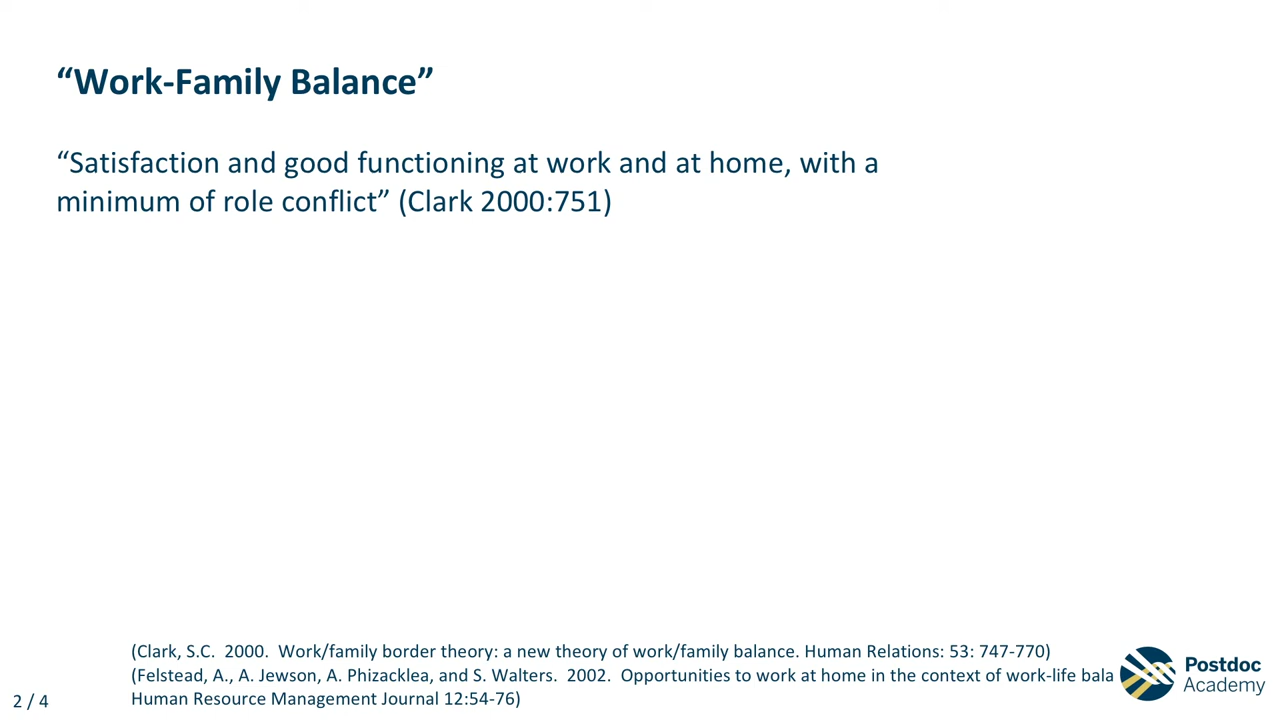 “Work-Family Balance”
“Satisfaction and good functioning at work and at home, with a
minimum of role conflict” (Clark 2000:751)
(Clark, S.C.  2000.  Work/family border theory: a new theory of work/family balance. Human Relations: 53: 747-770)
(Felstead, A., A. Jewson, A. Phizacklea, and S. Walters.  2002.  Opportunities to work at home in the context of work-life bala
Human Resource Management Journal 12:54-76)
2 / 4
Postdoc
Academy